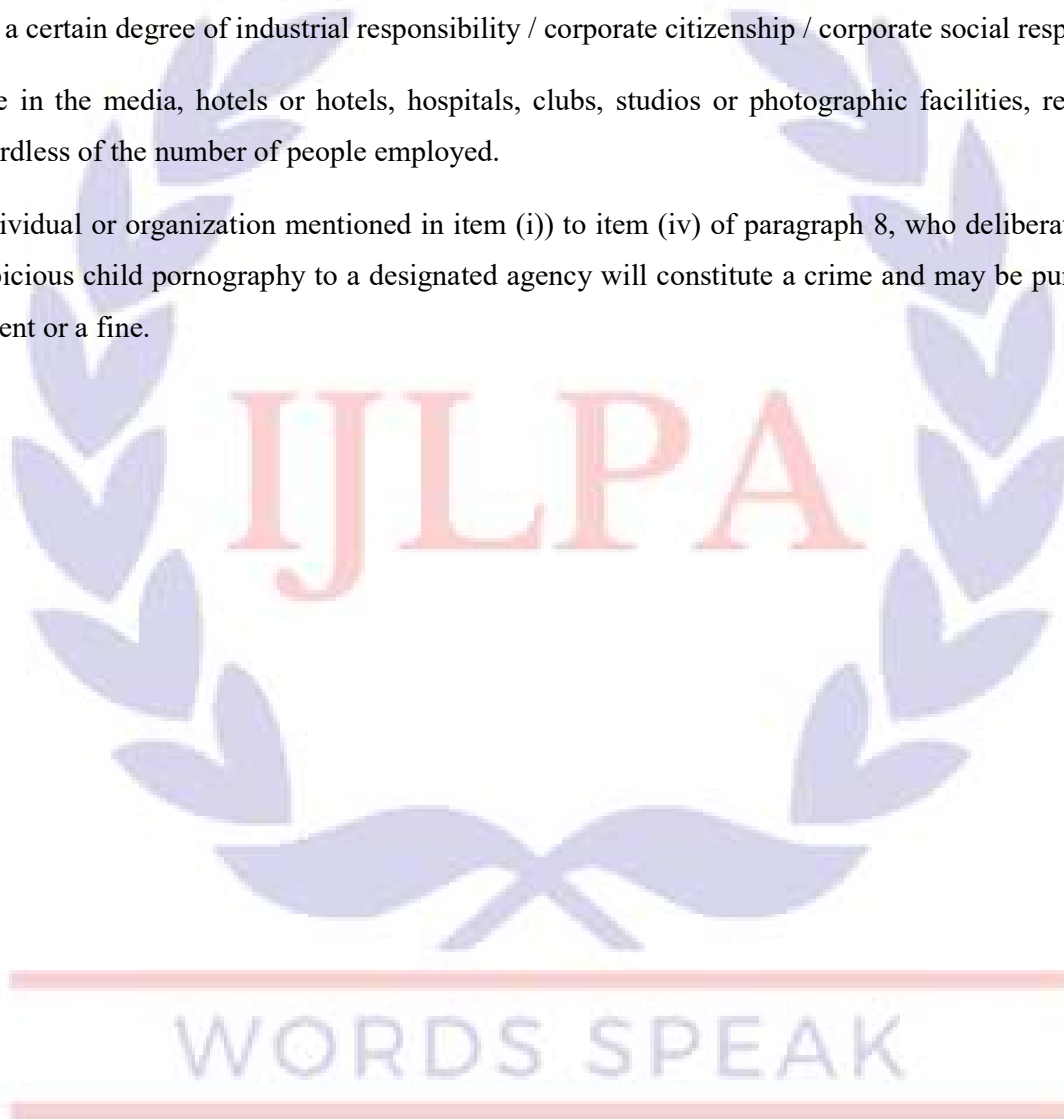 a certain degree of industrial responsibility / corporate citizenship / corporate social resp
e in the media, hotels or hotels, hospitals, clubs, studios or photographic facilities, re
rdless of the number of people employed.
ividual or organization mentioned in item (i)) to item (iv) of paragraph 8, who deliberat
picious child pornography to a designated agency will constitute a crime and may be pu
ent or a fine.
IJLPA
WORDS SPEAK